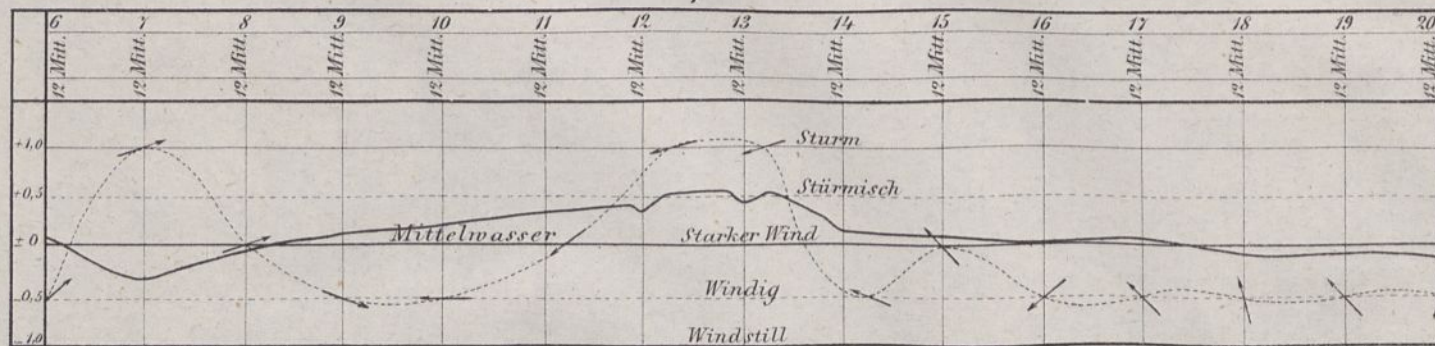 6 7 8 9 10 11 12 13 14 15 16 17 18 19 20
12 Mitt. 12 Mitt. 12 Mitt. 12 Mitt. 12 Mitt. 12 Mitt. 12 Mitt. 12 Mitt. 12 Mitt. 12 Mitt. 12 Mitt. 12 Mitt. 12 Mitt. 12 Mitt. 12 Mitt.
+1,0 Sturm
+0,5 Stürmisch
± 0 Mittelwasser Starker Wind
-0,5 Windig
-1,0 Windstill